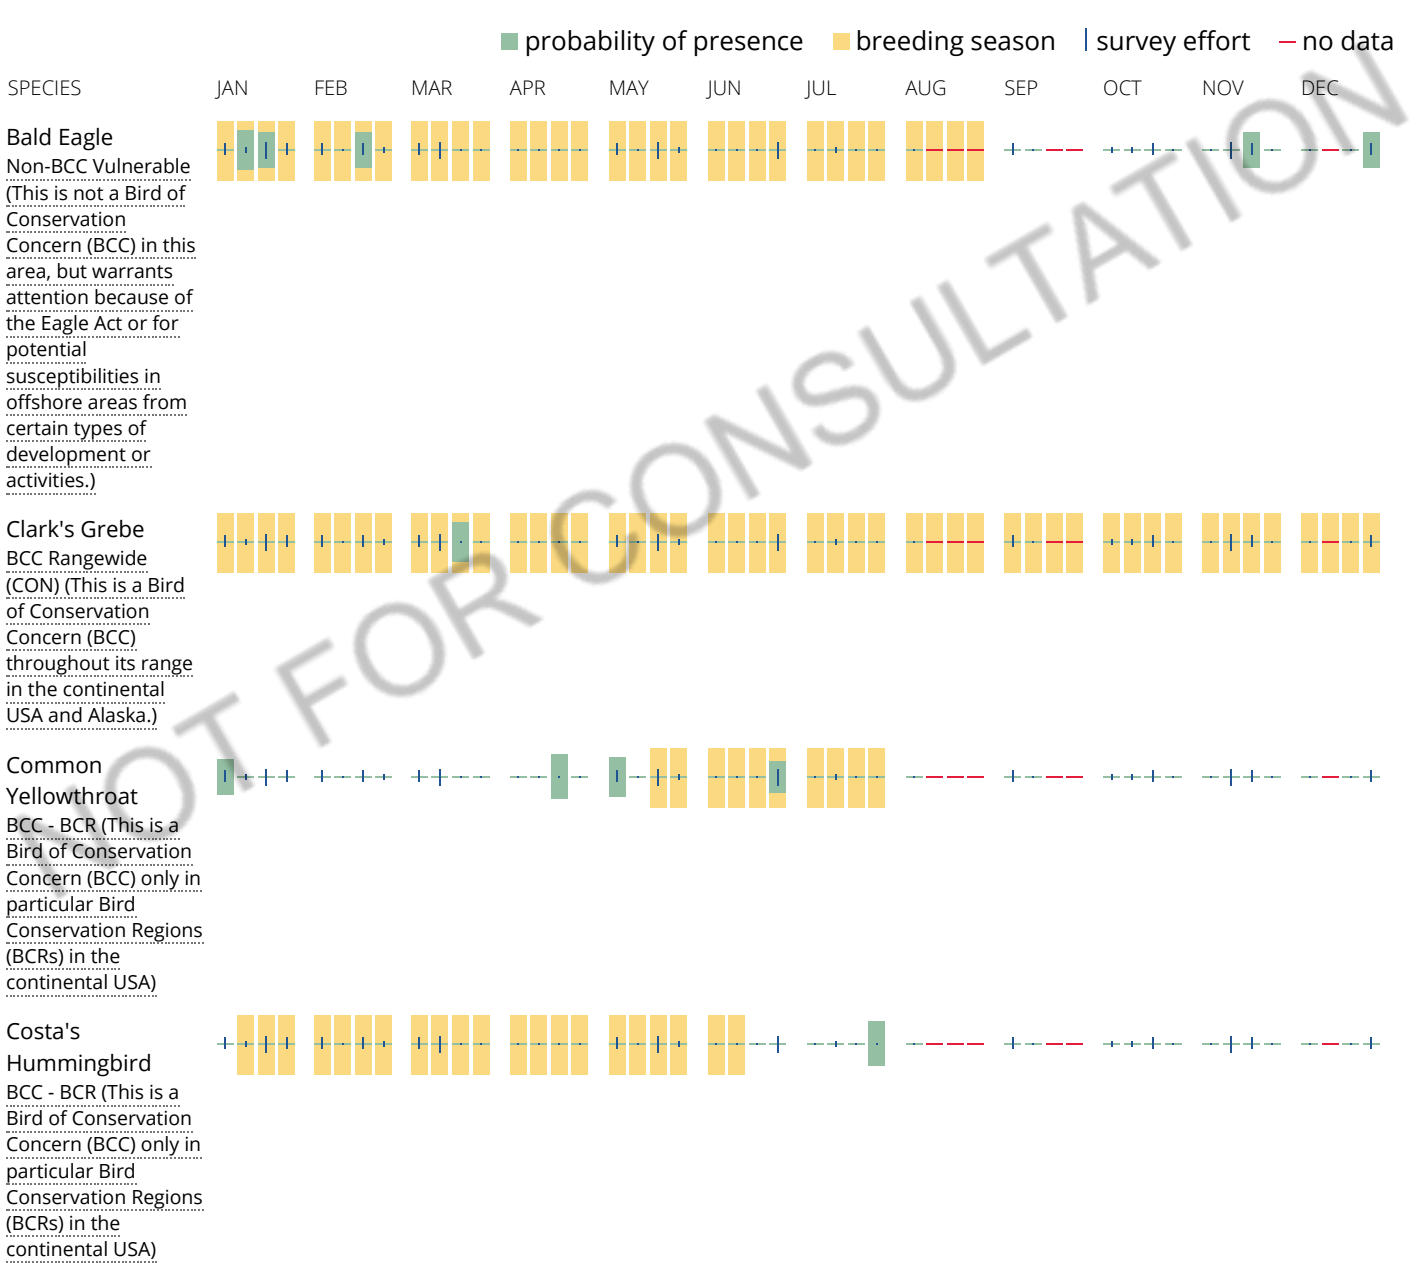 probability of presence breeding season survey effort no data
SPECIES JAN FEB MAR APR MAY JUN JUL AUG SEP OCT NOV DEC
Bald Eagle
Non-BCC Vulnerable
(This is not a Bird of
Conservation
Concern (BCC) in this
area, but warrants
attention because of
the Eagle Act or for
potential
susceptibilities in
offshore areas from
certain types of
development or
activities.)
Clark's Grebe
BCC Rangewide
(CON) (This is a Bird
of Conservation
Concern (BCC)
throughout its range
in the continental
USA and Alaska.)
Common
Yellowthroat
BCC - BCR (This is a
Bird of Conservation
Concern (BCC) only in
particular Bird
Conservation Regions
(BCRs) in the
continental USA)
Costa's
Hummingbird
BCC - BCR (This is a
Bird of Conservation
Concern (BCC) only in
particular Bird
Conservation Regions
(BCRs) in the
continental USA)
NOT FOR CONSULTATION